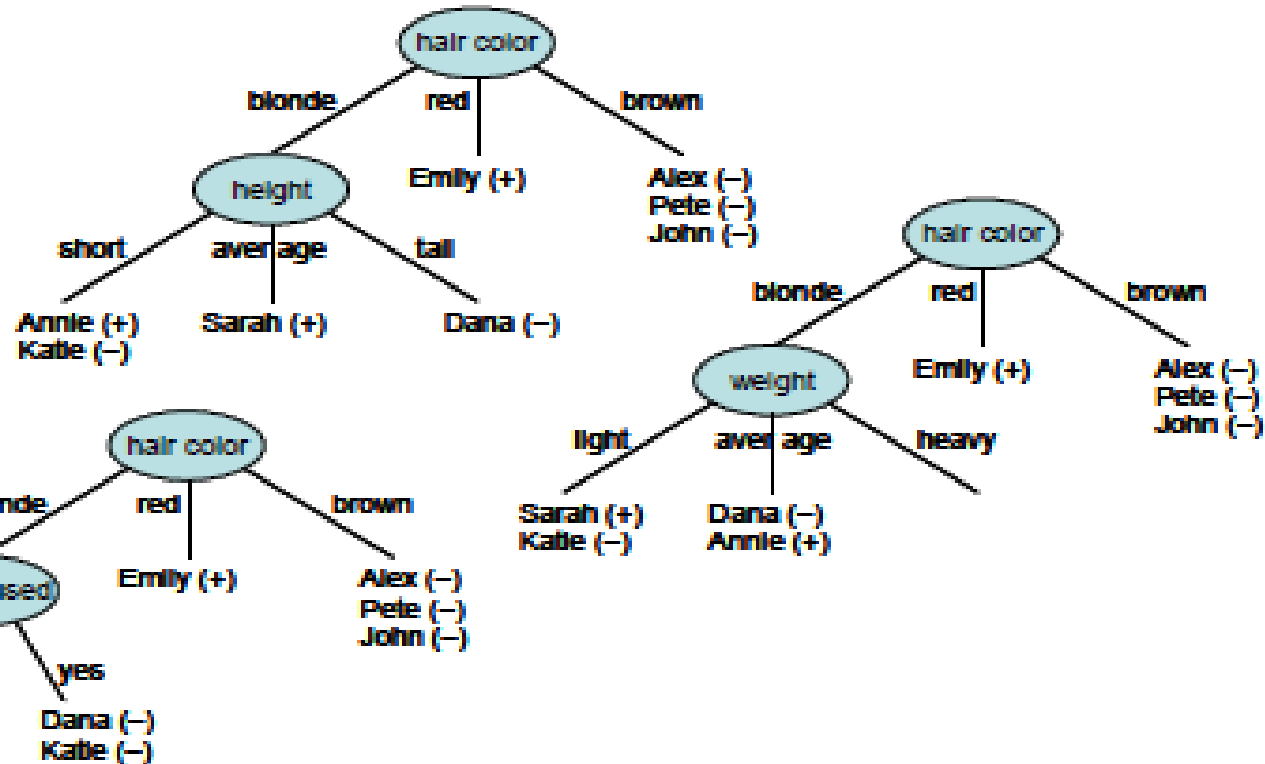 hair color
blonde
red
brown
Emily (+)
Alex (–)
Pete (–)
John (–)
height
short
average
tall
Annie (+)
Katie (–)
Sarah (+)
Dana (–)
hair color
blonde
red
brown
Emily (+)
Alex (–)
Pete (–)
John (–)
weight
light
average
heavy
Sarah (+)
Katie (–)
Dana (–)
Annie (+)
hair color
nde
red
brown
Emily (+)
Alex (–)
Pete (–)
John (–)
sed
yes
Dana (–)
Katie (–)